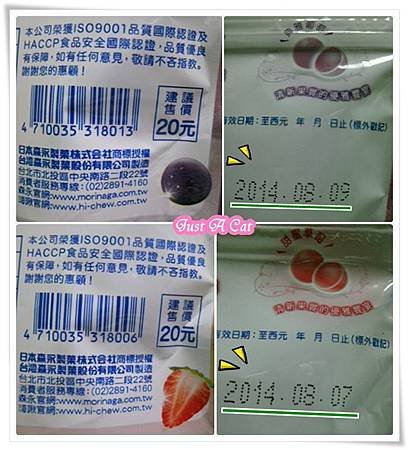 本公司榮獲ISO9001品質國際認證及
HACCP食品安全國際認證，品質優良
有保障，如有任何意見，敬請不吝指教。
謝謝您的惠顧！
建議
售價
20元
4 710035 318013
日本森永製菓株式会社商標授權
台灣森永製菓股份有限公司製造
台北市北投區中央南路二段22號
消費者服務專線：(02)2891-4160
森永官網：www.morinaga.com.tw
嗨啾官網：www.hi-chew.com.tw
清新果實的優雅饗宴
有效日期：至西元 年 月 日止(標外戳記)
2014.08.09
Just A Cat
本公司榮獲ISO9001品質國際認證及
HACCP食品安全國際認證，品質優良
有保障，如有任何意見，敬請不吝指教。
謝謝您的惠顧！
建議
售價
20元
4 710035 318006
日本森永製菓株式会社商標授權
台灣森永製菓股份有限公司製造
台北市北投區中央南路二段22號
消費者服務專線：(02)2891-4160
森永官網：www.morinaga.com.tw
嗨啾官網：www.hi-chew.com.tw
甜蜜草莓
清新果實的優雅饗宴
有效日期：至西元 年 月 日止(標外戳記)
2014.08.07